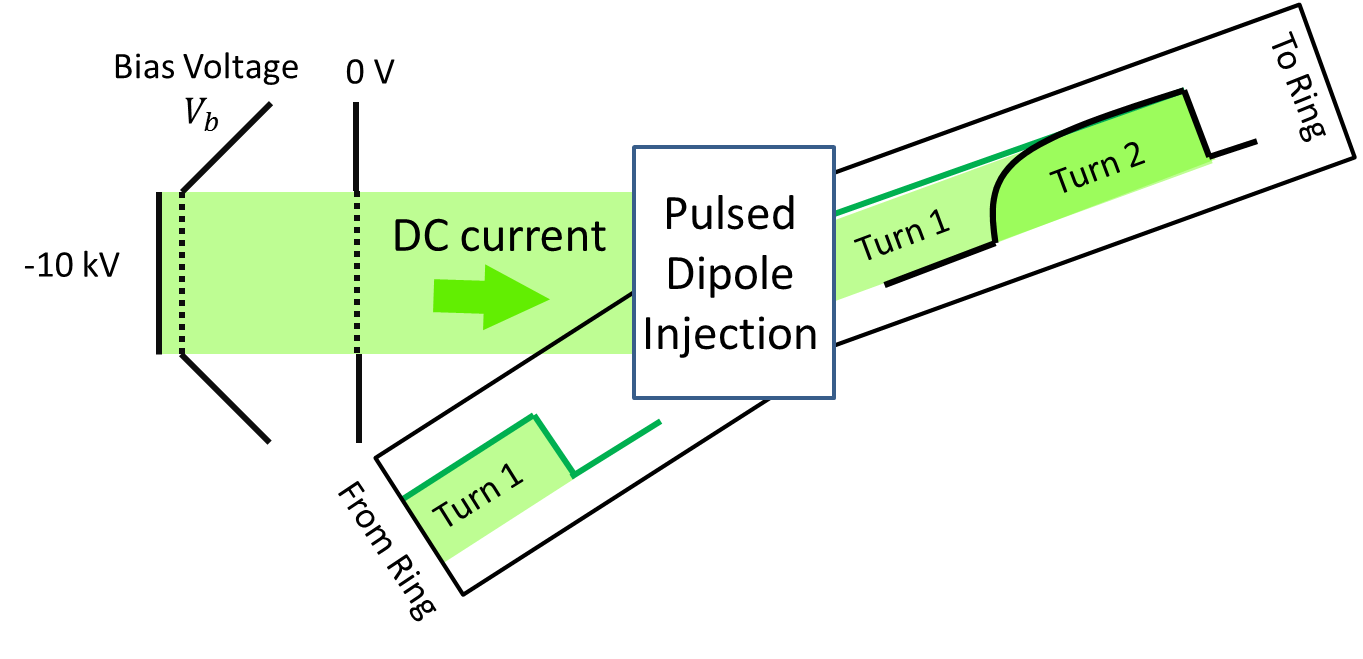 Bias Voltage
V_b
0 V
-10 kV
DC current
Pulsed
Dipole
Injection
Turn 1
Turn 2
To Ring
Turn 1
From Ring